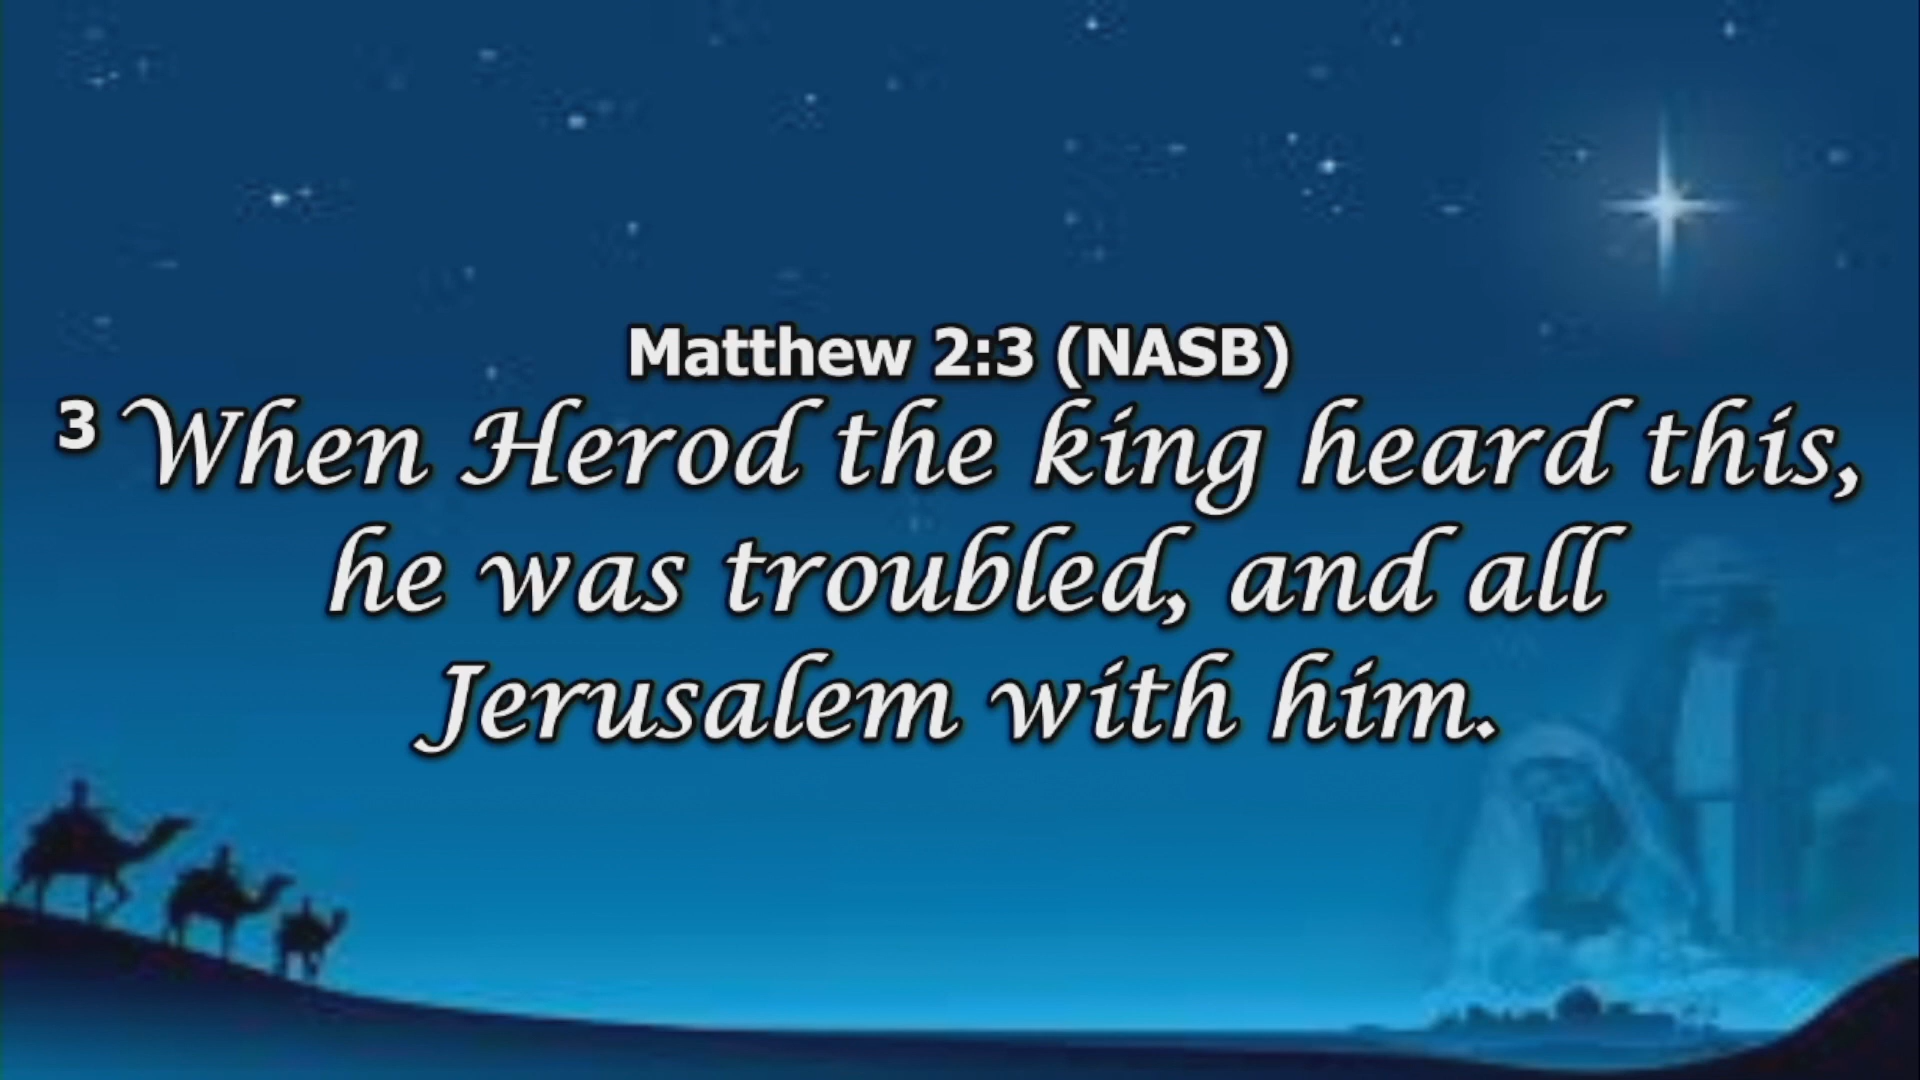 Matthew 2:3 (NASB)
3 When Herod the king heard this,
he was troubled, and all
Jerusalem with him.